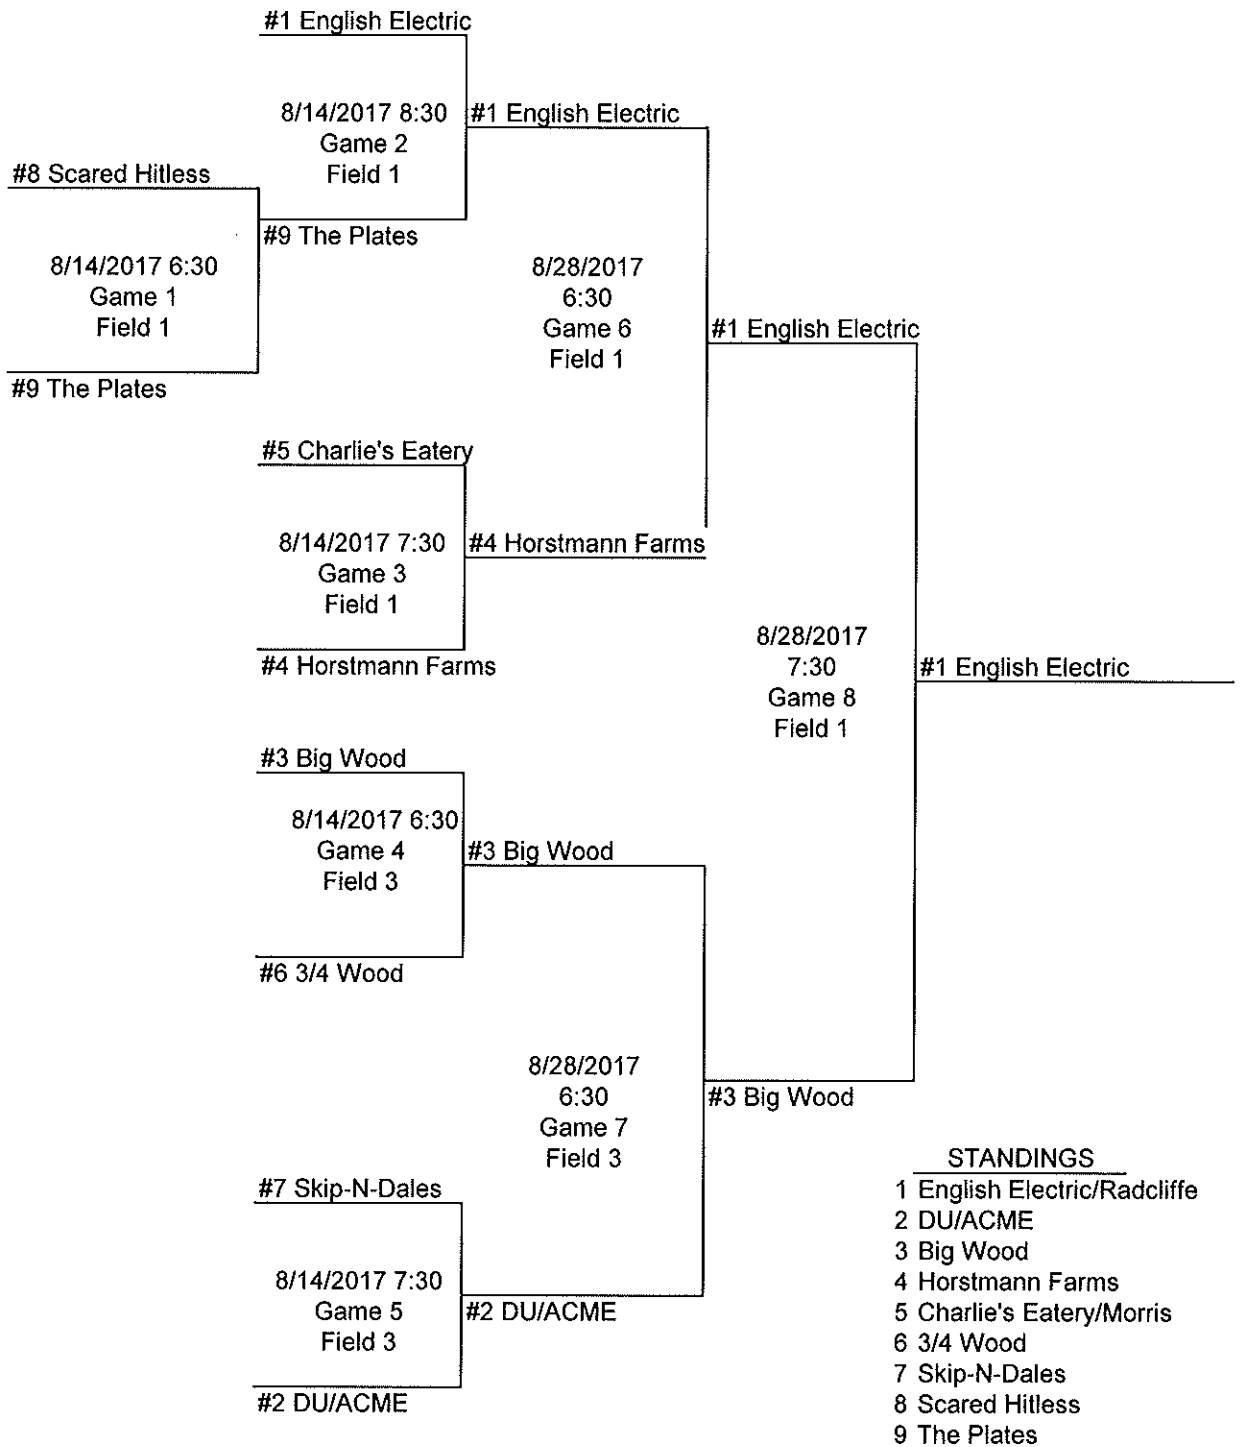 #1 English Electric
8/14/2017 8:30
Game 2
Field 1
#1 English Electric
#8 Scared Hitless
#9 The Plates
8/14/2017 6:30
Game 1
Field 1
8/28/2017
6:30
Game 6
Field 1
#1 English Electric
#9 The Plates
#5 Charlie's Eatery
8/14/2017 7:30
Game 3
Field 1
#4 Horstmann Farms
#4 Horstmann Farms
8/28/2017
7:30
Game 8
Field 1
#1 English Electric
#3 Big Wood
8/14/2017 6:30
Game 4
Field 3
#3 Big Wood
#6 3/4 Wood
8/28/2017
6:30
Game 7
Field 3
#3 Big Wood
#7 Skip-N-Dales
8/14/2017 7:30
Game 5
Field 3
#2 DU/ACME
#2 DU/ACME
STANDINGS
1 English Electric/Radcliffe
2 DU/ACME
3 Big Wood
4 Horstmann Farms
5 Charlie's Eatery/Morris
6 3/4 Wood
7 Skip-N-Dales
8 Scared Hitless
9 The Plates